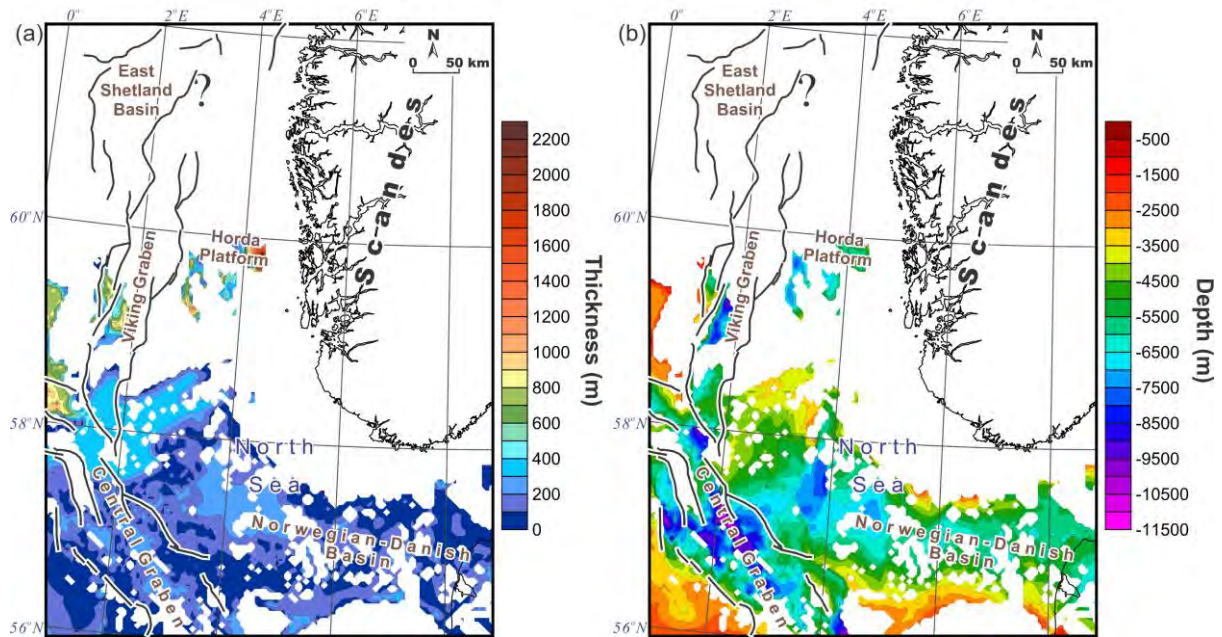 (a)
0°
2°E
4°E
6°E
N
0 50 km
East
Shetland
Basin
?
Scandes
60°N
Viking Graben
Horda
Platform
58°N
North
Sea
Central Graben
Norwegian-Danish
Basin
56°N
2200
2000
1800
1600
1400
1200
1000
800
600
400
200
0
Thickness (m)
(b)
0°
2°E
4°E
6°E
N
0 50 km
East
Shetland
Basin
?
Scandes
60°N
Viking Graben
Horda
Platform
58°N
North
Sea
Central Graben
Norwegian-Danish
Basin
56°N
-500
-1500
-2500
-3500
-4500
-5500
-6500
-7500
-8500
-9500
-10500
-11500
Depth (m)